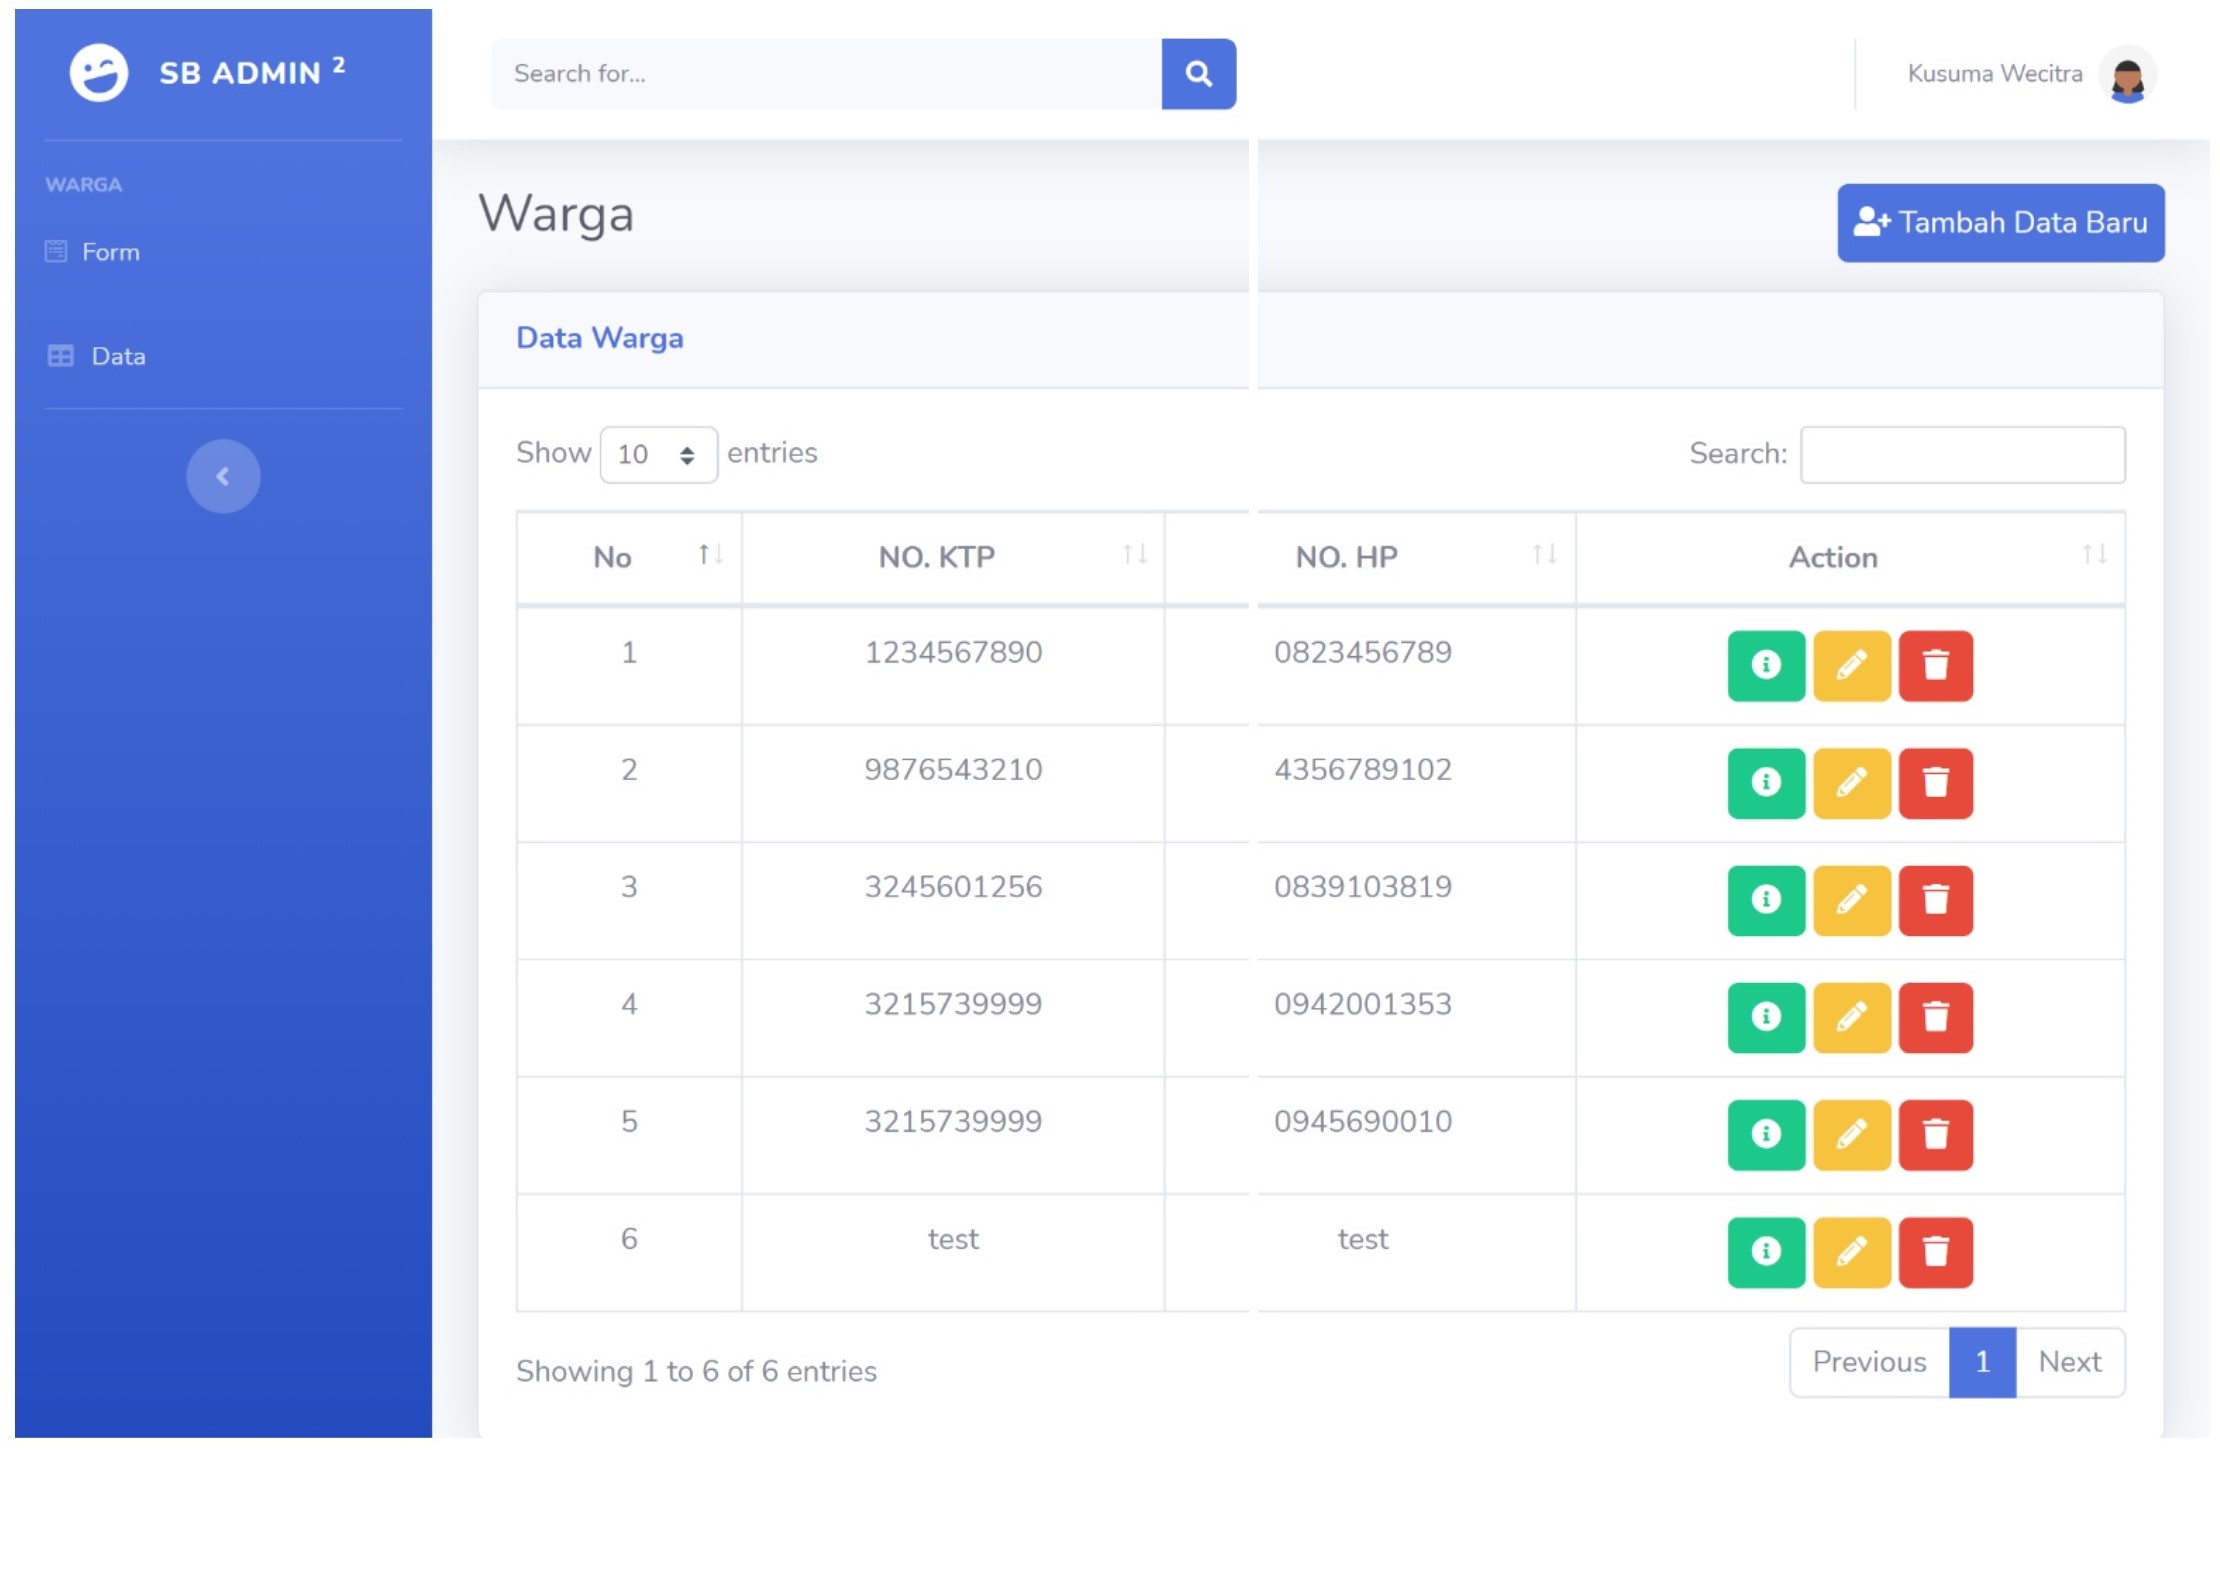 SB ADMIN 2
Search for...
Kusuma Wecitra
WARGA
Form
Data
Warga
Tambah Data Baru
Data Warga
Show 10 entries
Search:
No NO. KTP NO. HP Action
1 1234567890 0823456789
2 9876543210 4356789102
3 3245601256 0839103819
4 3215739999 0942001353
5 3215739999 0945690010
6 test test
Showing 1 to 6 of 6 entries
Previous 1 Next